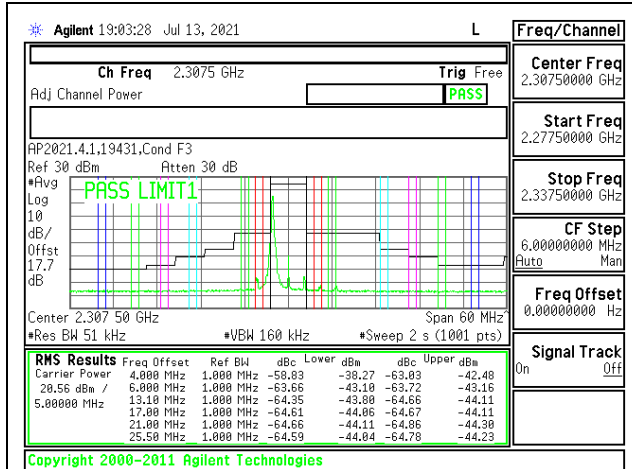 Agilent 19:03:28 Jul 13, 2021 L
Freq/Channel
Ch Freq 2.3075 GHz Trig Free
Adj Channel Power PASS
Center Freq
2.30750000 GHz
Start Freq
2.27750000 GHz
Stop Freq
2.33750000 GHz
CF Step
6.00000000 MHz
Auto Man
Freq Offset
0.00000000 Hz
Signal Track
On Off
AP2021.4.1,19431,Cond F3
Ref 30 dBm Atten 30 dB
#Avg
Log
10
dB/
Offst
17.7
dB
PASS LIMIT1
Center 2.307 50 GHz Span 60 MHz^
#Res BW 51 kHz #VBW 160 kHz #Sweep 2 s (1001 pts)
RMS Results Freq Offset Ref BW dBc Lower dBm dBc Upper dBm
Carrier Power 4.000 MHz 1.000 MHz -58.83 -38.27 -63.03 -42.48
20.56 dBm / 6.000 MHz 1.000 MHz -63.66 -43.10 -63.72 -43.16
5.00000 MHz 13.10 MHz 1.000 MHz -64.35 -43.80 -64.66 -44.11
17.00 MHz 1.000 MHz -64.61 -44.06 -64.67 -44.11
21.00 MHz 1.000 MHz -64.66 -44.11 -64.86 -44.30
25.50 MHz 1.000 MHz -64.59 -44.04 -64.78 -44.23
Copyright 2000-2011 Agilent Technologies